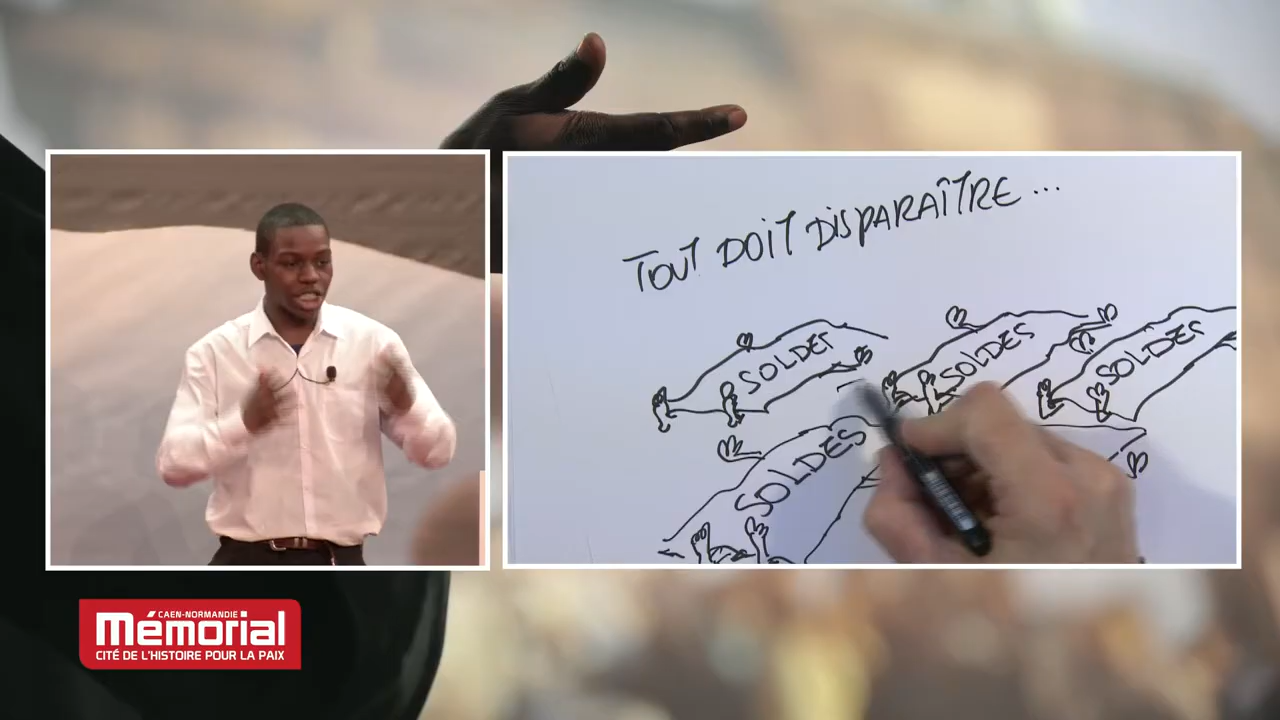 TOUT DOIT DISPARAÎTRE...
SOLDES
SOLDES
SOLDES
SOLDES
CAEN-NORMANDIE
Mémorial
CITÉ DE L'HISTOIRE POUR LA PAIX